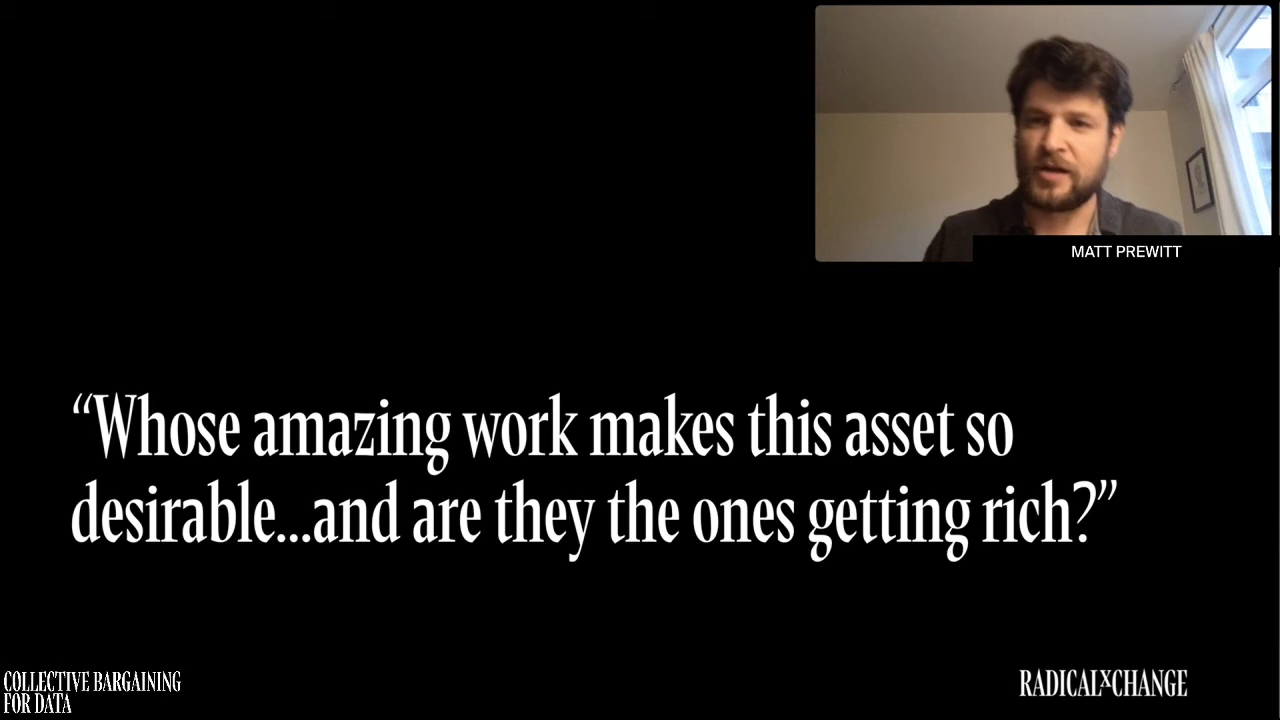 MATT PREWITT
“Whose amazing work makes this asset so
desirable...and are they the ones getting rich?”
COLLECTIVE BARGAINING
FOR DATA
RADICALXCHANGE